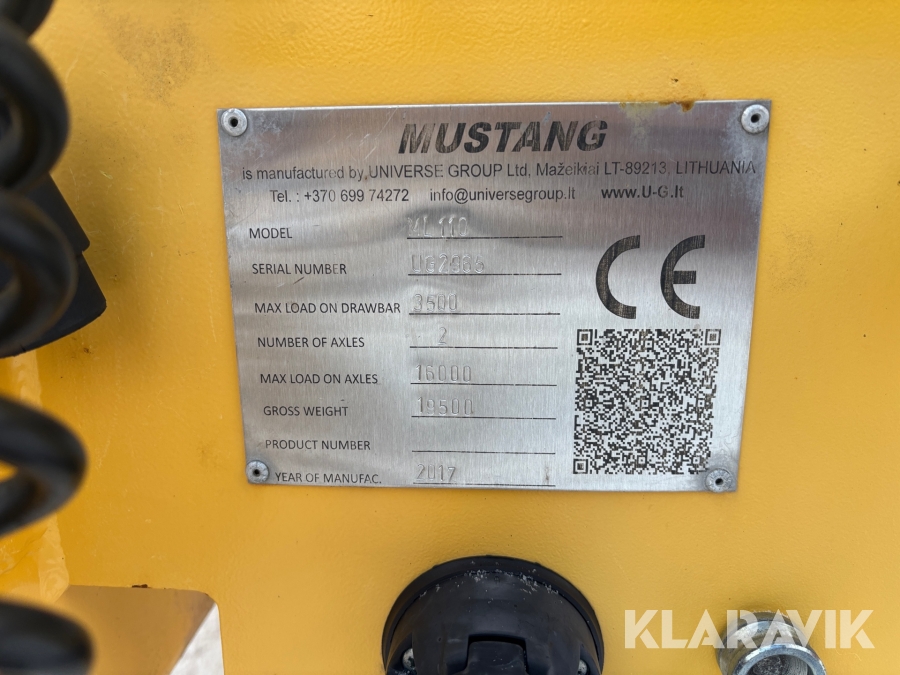 MUSTANG
is manufactured by UNIVERSE GROUP Ltd, Mažeikiai LT-89213, LITHUANIA
Tel. : +370 699 74272 info@universegroup.lt www.U-G.lt
MODEL
SERIAL NUMBER
MAX LOAD ON DRAWBAR 3500
NUMBER OF AXLES 2
MAX LOAD ON AXLES 16000
GROSS WEIGHT 19500
PRODUCT NUMBER
YEAR OF MANUFAC. 2017
CE
KLARAVIK